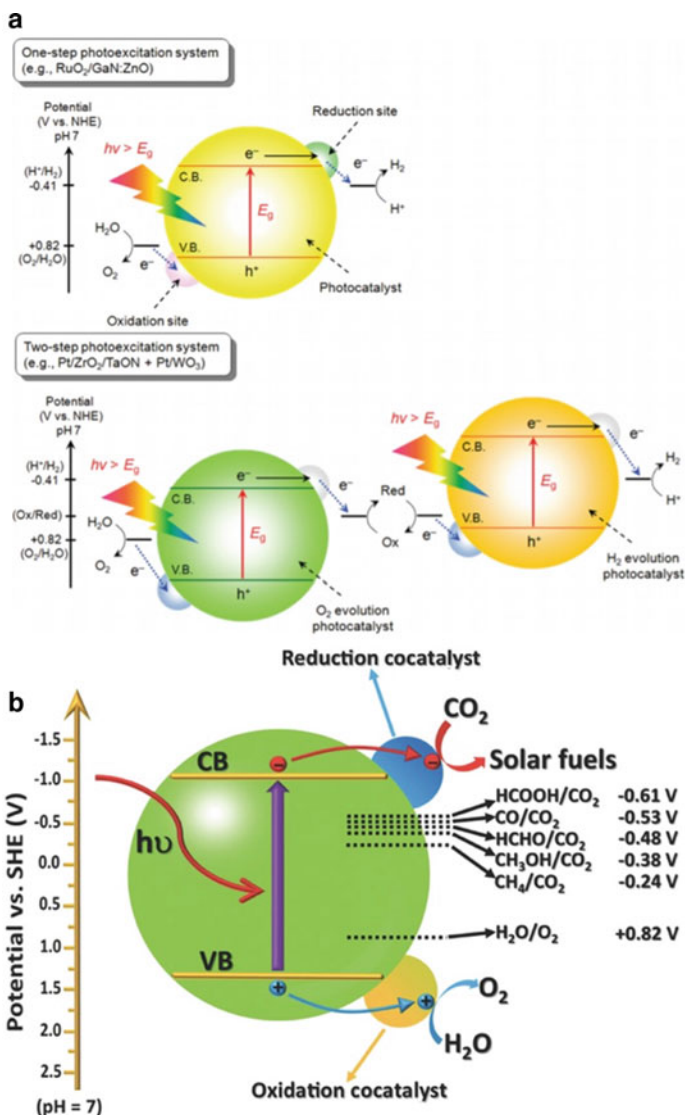 a
One-step photoexcitation system
(e.g., RuO2/GaN:ZnO)
Potential
(V vs. NHE)
pH 7
(H+/H2)
-0.41
+0.82
(O2/H2O)
hν > Eg
H2O
O2
e−
C.B.
V.B.
e−
Eg
h+
Reduction site
e−
H2
H+
Photocatalyst
Oxidation site
Two-step photoexcitation system
(e.g., Pt/ZrO2/TaON + Pt/WO3)
Potential
(V vs. NHE)
pH 7
(H+/H2)
-0.41
(Ox/Red)
+0.82
(O2/H2O)
hν > Eg
H2O
O2
e−
C.B.
V.B.
e−
Eg
h+
e−
O2 evolution
photocatalyst
Red
Ox
hν > Eg
e−
C.B.
V.B.
e−
Eg
h+
e−
H2
H+
H2 evolution
photocatalyst
b
Reduction cocatalyst
Potential vs. SHE (V)
-1.5
-1.0
-0.5
0.0
0.5
1.0
1.5
2.0
2.5
(pH = 7)
hυ
CB
VB
CO2
Solar fuels
HCOOH/CO2 -0.61 V
CO/CO2 -0.53 V
HCHO/CO2 -0.48 V
CH3OH/CO2 -0.38 V
CH4/CO2 -0.24 V
H2O/O2 +0.82 V
O2
H2O
Oxidation cocatalyst